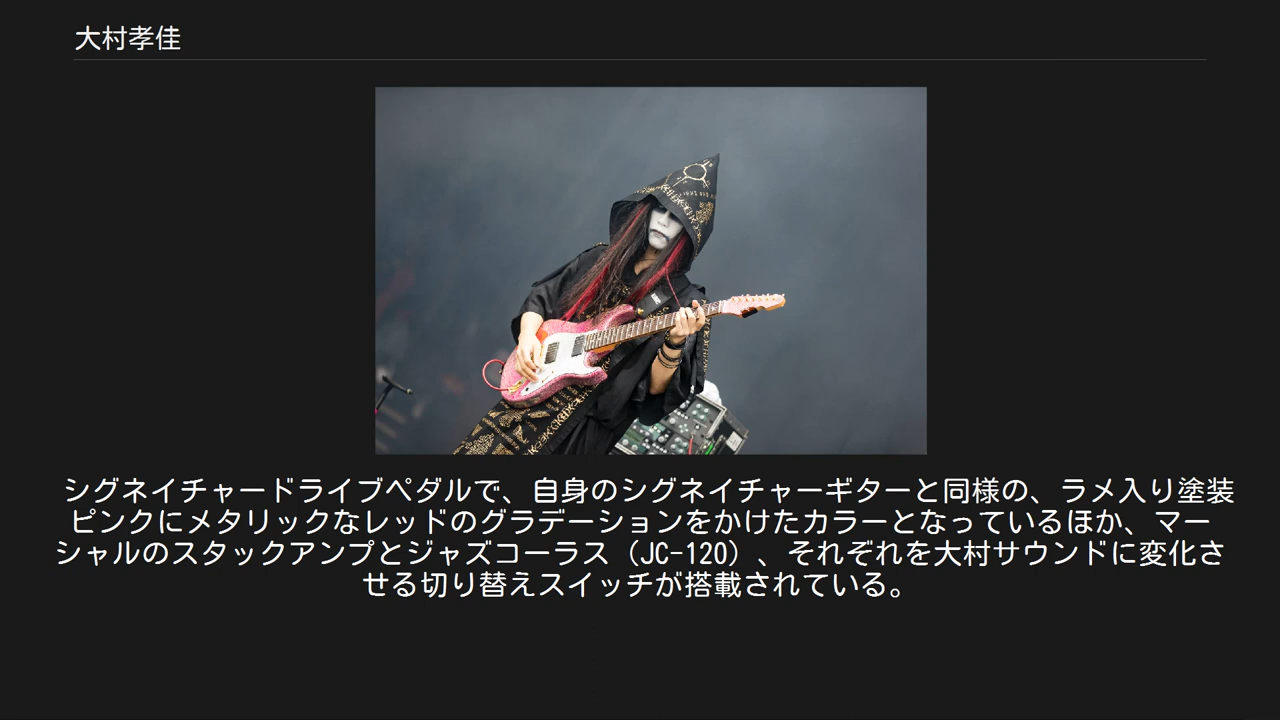 大村孝佳
シグネイチャードライブペダルで、自身のシグネイチャーギターと同様の、ラメ入り塗装
ピンクにメタリックなレッドのグラデーションをかけたカラーとなっているほか、マー
シャルのスタックアンプとジャズコーラス（JC-120）、それぞれを大村サウンドに変化さ
せる切り替えスイッチが搭載されている。